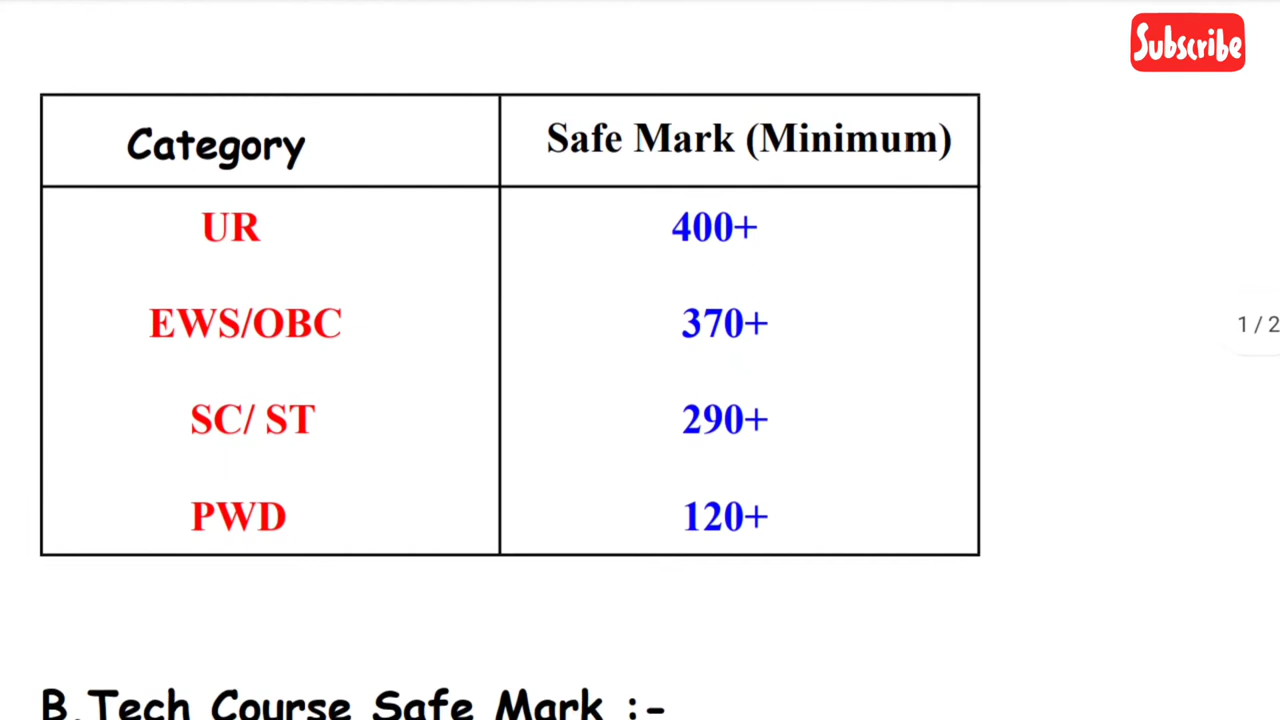 Subscribe
Category Safe Mark (Minimum)
UR 400+
EWS/OBC 370+
SC/ ST 290+
PWD 120+
1 / 2
B.Tech Course Safe Mark :-